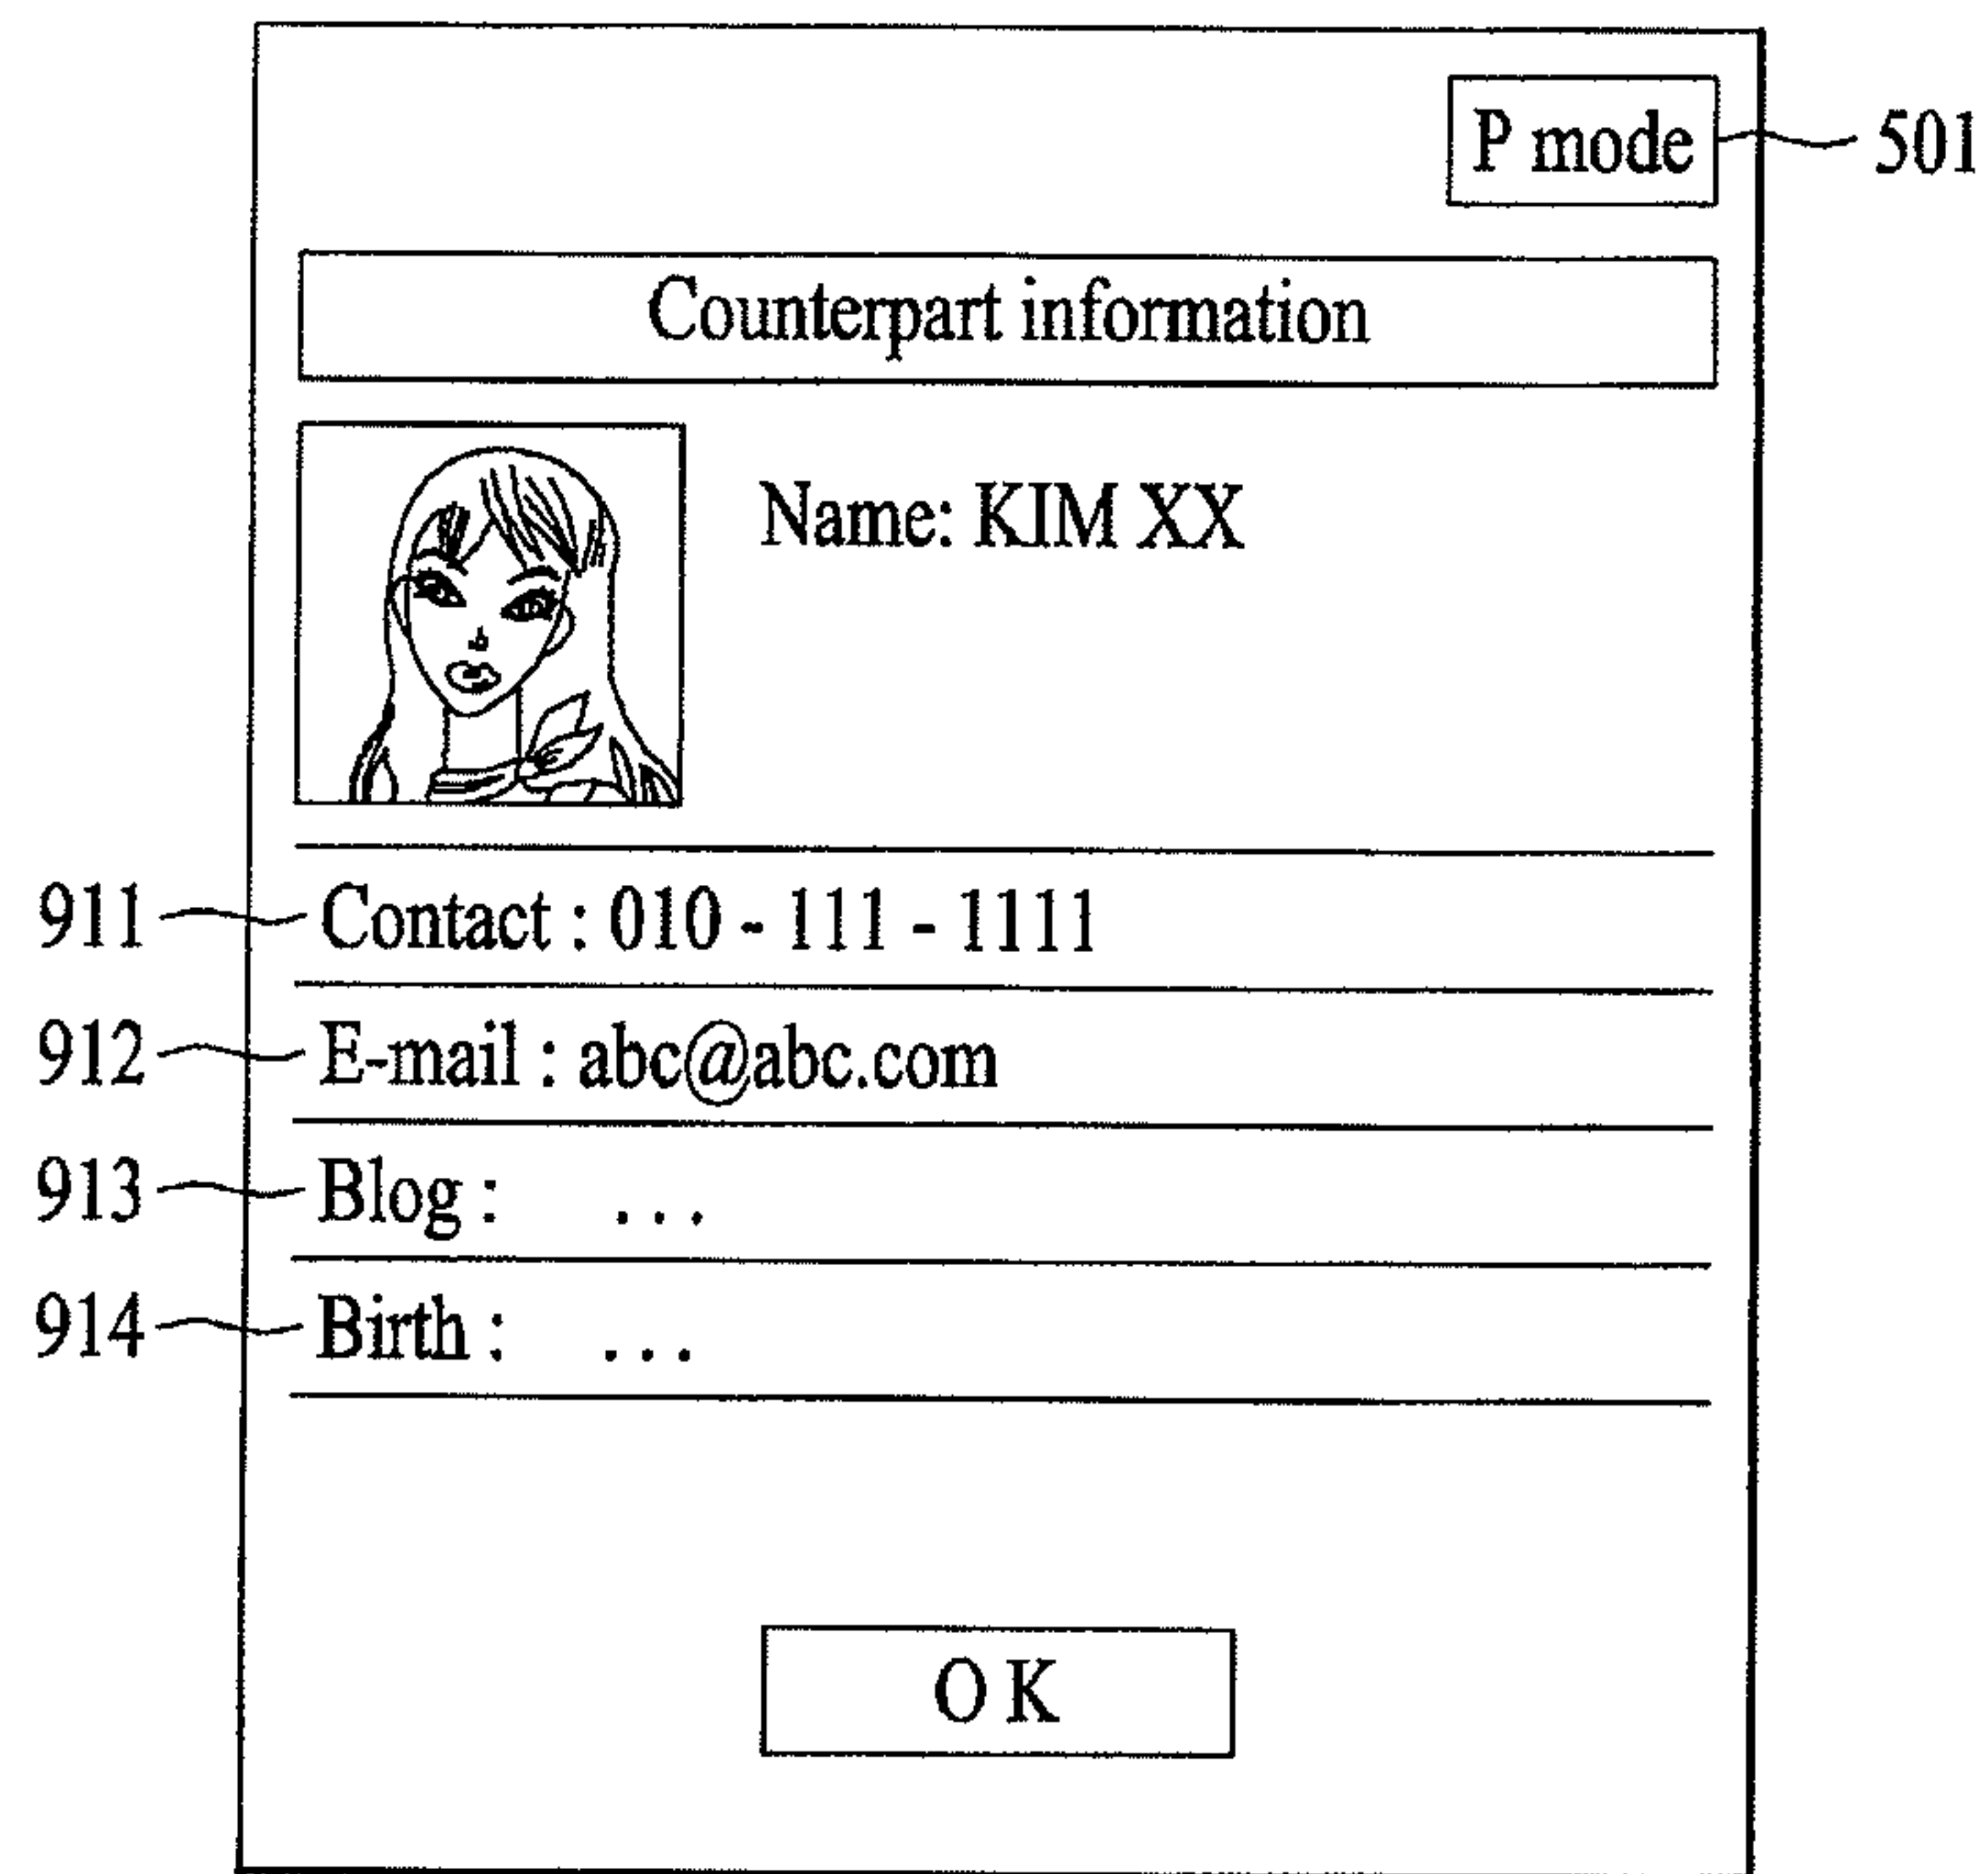 P mode 501
Counterpart information
Name: KIM XX
911 Contact : 010 - 111 - 1111
912 E-mail : abc@abc.com
913 Blog : ...
914 Birth : ...
OK